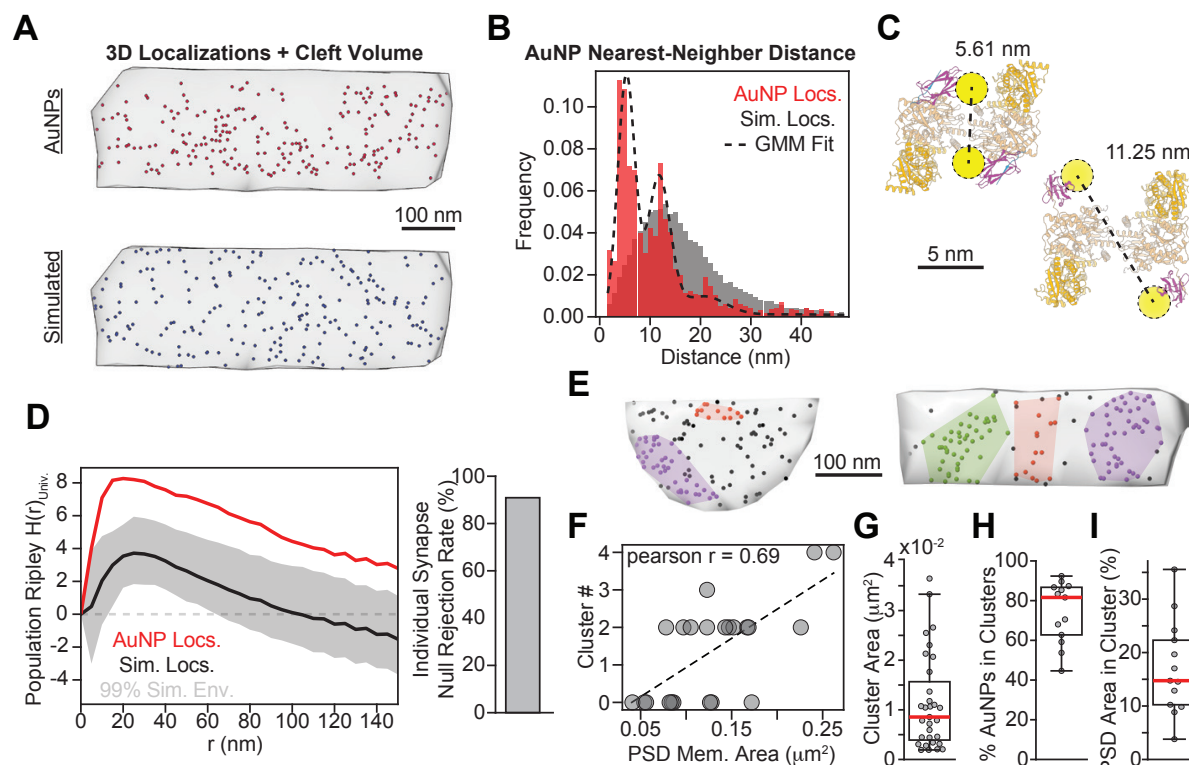 A
3D Localizations + Cleft Volume
AuNPs
100 nm
Simulated
B
AuNP Nearest-Neighber Distance
AuNP Locs.
Sim. Locs.
GMM Fit
Frequency
0.10
0.08
0.06
0.04
0.02
0.00
0
20
40
Distance (nm)
C
5.61 nm
11.25 nm
5 nm
D
Population Ripley H(r)Univ.
8
4
0
-2
-4
AuNP Locs.
Sim. Locs.
99% Sim. Env.
0
20
40
60
80
100
120
140
r (nm)
Individual Synapse
Null Rejection Rate (%)
100
80
60
40
20
0
E
100 nm
F
pearson r = 0.69
Cluster #
4
3
2
1
0
0.05
0.15
0.25
PSD Mem. Area (μm²)
G
x10⁻²
Cluster Area (μm²)
4
3
2
1
0
H
% AuNPs in Clusters
100
80
60
40
20
0
I
PSD Area in Cluster (%)
30
20
10
0